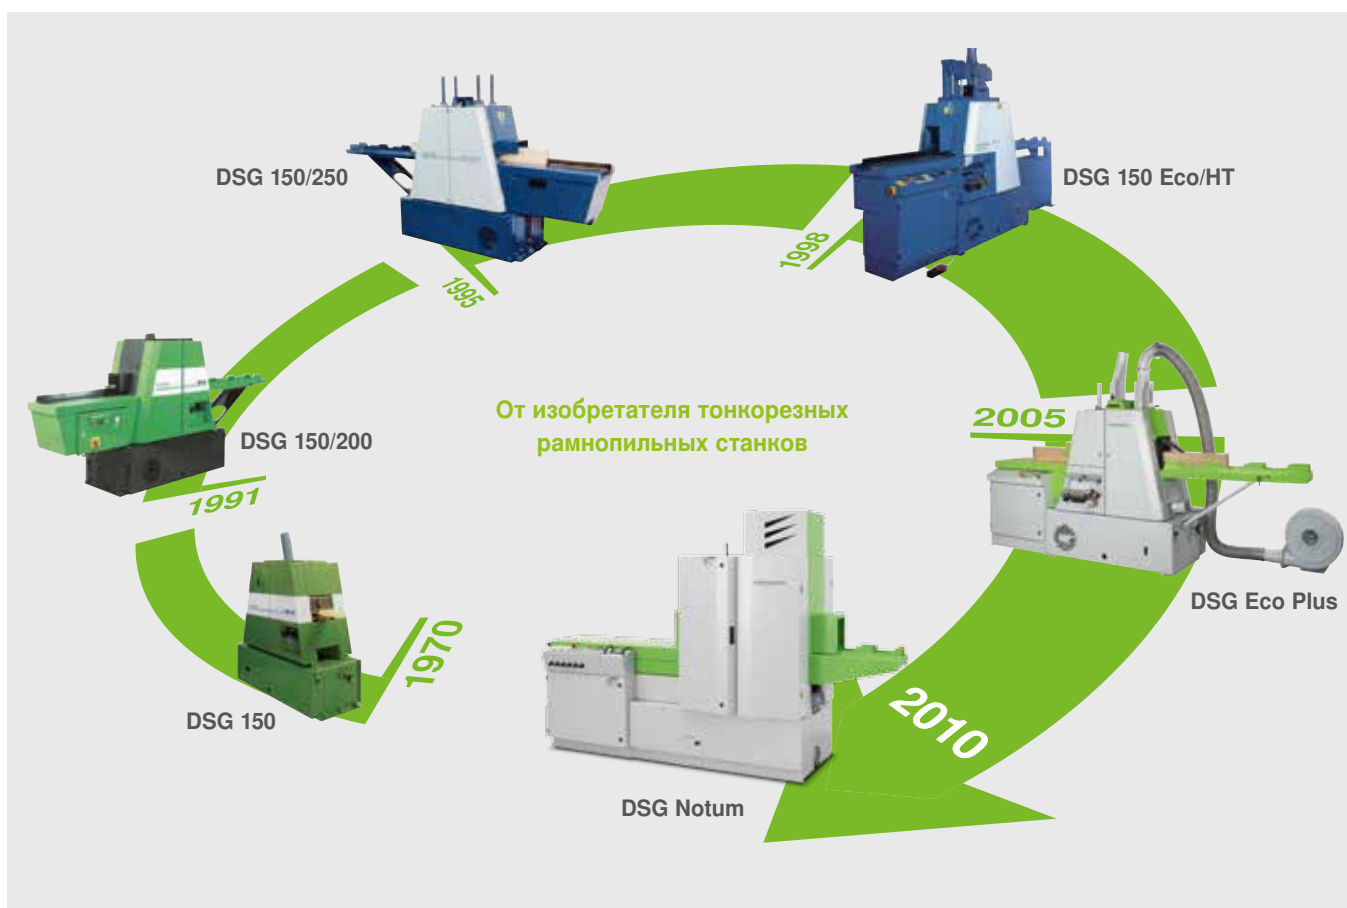 DSG 150/250
DSG 150 Eco/HT
1998
1995
От изобретателя тонкорезных
рамнопильных станков
2005
DSG 150/200
1991
DSG Eco Plus
1970
DSG 150
2010
DSG Notum